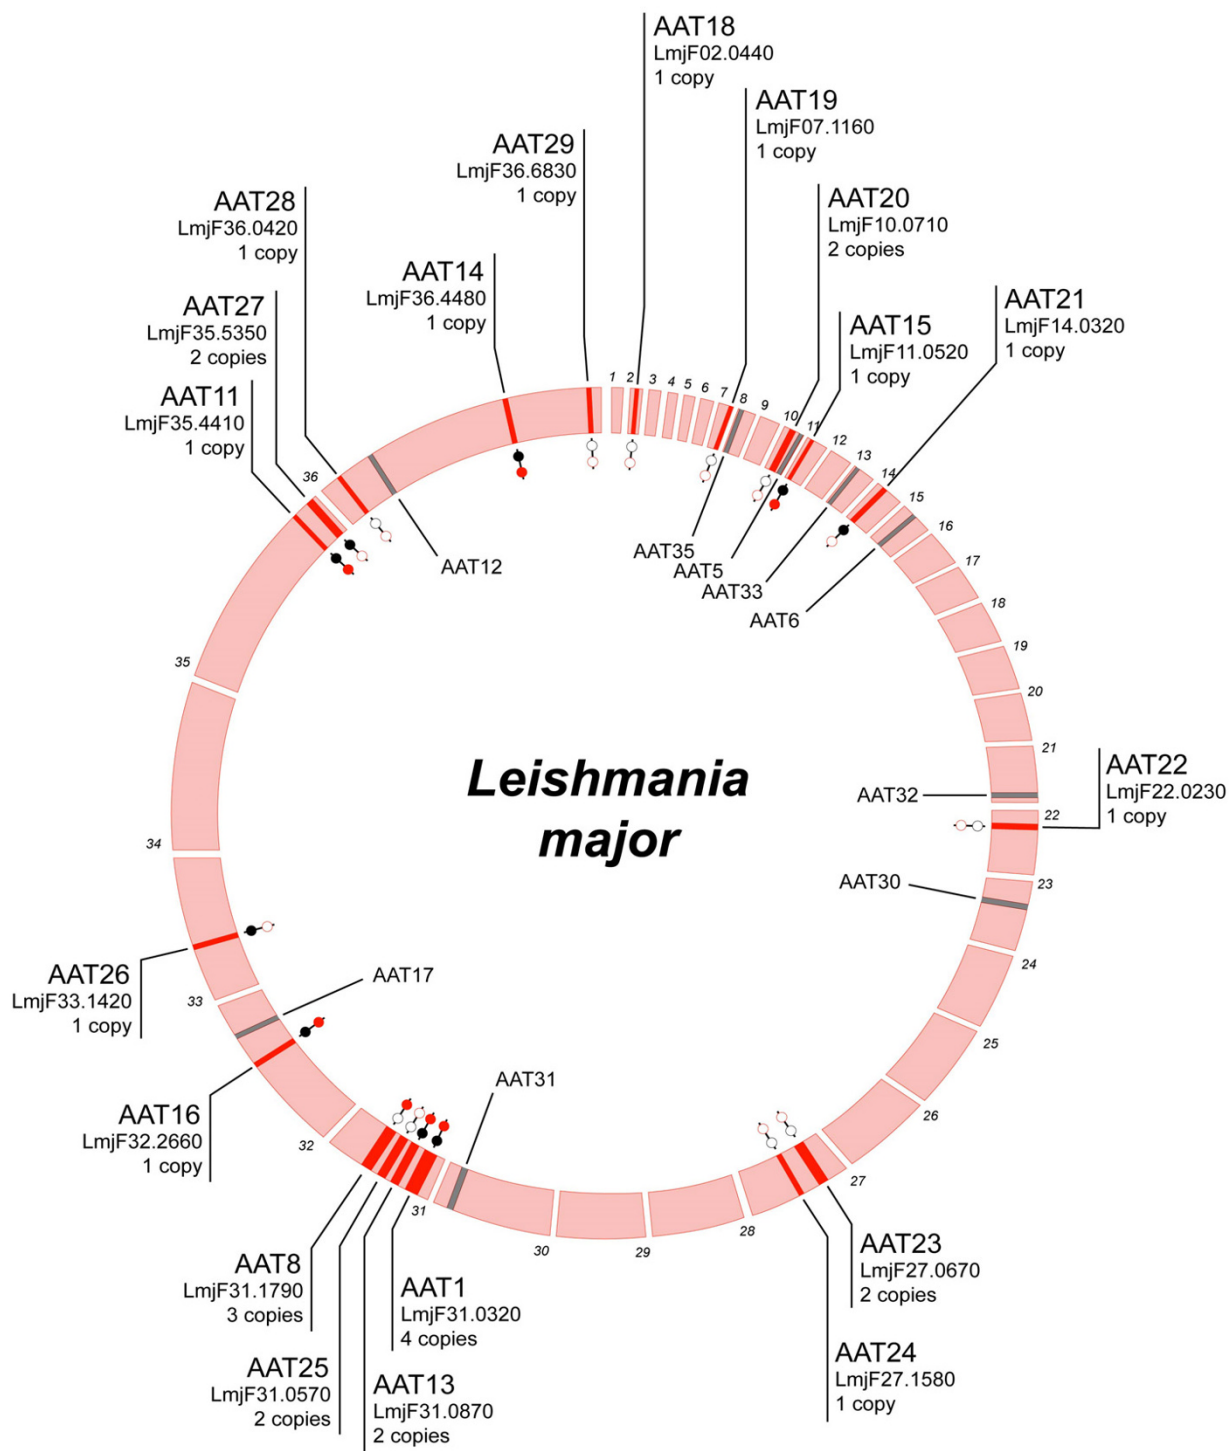 AAT18
LmjF02.0440
1 copy
AAT19
LmjF07.1160
1 copy
AAT29
LmjF36.6830
1 copy
AAT20
LmjF10.0710
2 copies
AAT28
LmjF36.0420
1 copy
AAT14
LmjF36.4480
1 copy
AAT21
LmjF14.0320
1 copy
AAT27
LmjF35.5350
2 copies
AAT15
LmjF11.0520
1 copy
AAT11
LmjF35.4410
1 copy
1
2
3
4
5
6
7
8
9
10
11
12
13
14
15
16
17
18
19
20
21
22
23
24
25
26
27
28
29
30
31
32
33
34
35
36
AAT12
AAT35
AAT5
AAT33
AAT6
Leishmania
major
AAT32
AAT22
LmjF22.0230
1 copy
AAT30
AAT26
LmjF33.1420
1 copy
AAT17
AAT16
LmjF32.2660
1 copy
AAT31
AAT8
LmjF31.1790
3 copies
AAT1
LmjF31.0320
4 copies
AAT23
LmjF27.0670
2 copies
AAT25
LmjF31.0570
2 copies
AAT13
LmjF31.0870
2 copies
AAT24
LmjF27.1580
1 copy